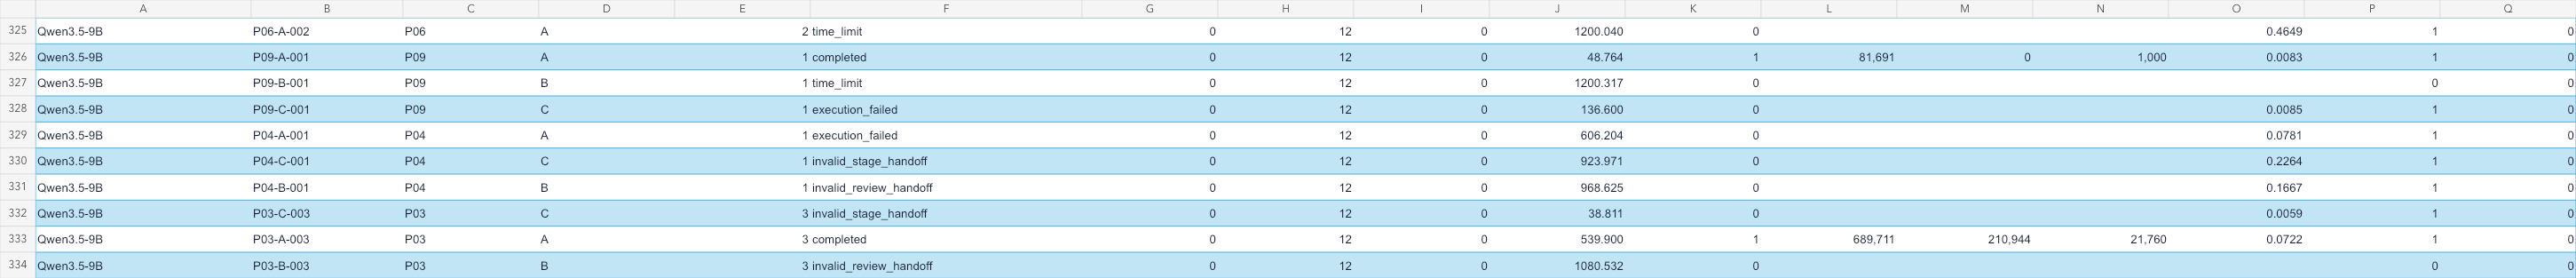 A B C D E F G H I J K L M N O P Q
325 Qwen3.5-9B P06-A-002 P06 A 2 time_limit 0 12 0 1200.040 0 0.4649 1 0
326 Qwen3.5-9B P09-A-001 P09 A 1 completed 0 12 0 48.764 1 81,691 0 1,000 0.0083 1 0
327 Qwen3.5-9B P09-B-001 P09 B 1 time_limit 0 12 0 1200.317 0 0 0
328 Qwen3.5-9B P09-C-001 P09 C 1 execution_failed 0 12 0 136.600 0 0.0085 1 0
329 Qwen3.5-9B P04-A-001 P04 A 1 execution_failed 0 12 0 606.204 0 0.0781 1 0
330 Qwen3.5-9B P04-C-001 P04 C 1 invalid_stage_handoff 0 12 0 923.971 0 0.2264 1 0
331 Qwen3.5-9B P04-B-001 P04 B 1 invalid_review_handoff 0 12 0 968.625 0 0.1667 1 0
332 Qwen3.5-9B P03-C-003 P03 C 3 invalid_stage_handoff 0 12 0 38.811 0 0.0059 1 0
333 Qwen3.5-9B P03-A-003 P03 A 3 completed 0 12 0 539.900 1 689,711 210,944 21,760 0.0722 1 0
334 Qwen3.5-9B P03-B-003 P03 B 3 invalid_review_handoff 0 12 0 1080.532 0 0 0